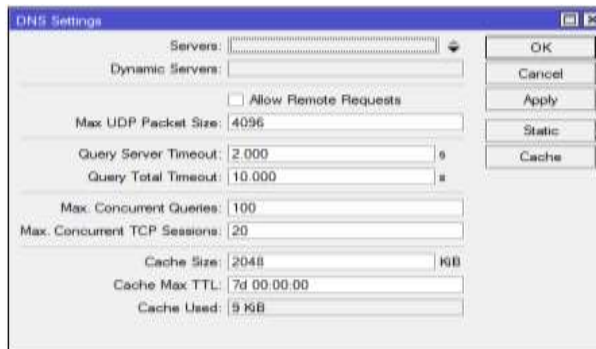 DNS Settings
Servers:
OK
Dynamic Servers:
Cancel
Allow Remote Requests
Apply
Max UDP Packet Size: 4096
Static
Query Server Timeout: 2.000 s
Cache
Query Total Timeout: 10.000 s
Max. Concurrent Queries: 100
Max. Concurrent TCP Sessions: 20
Cache Size: 2048 KiB
Cache Max TTL: 7d 00:00:00
Cache Used: 9 KiB